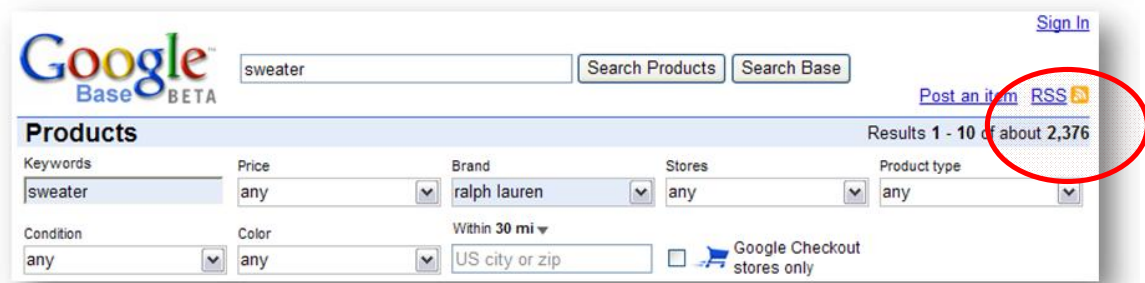 Sign In
Google™
Base BETA
sweater Search Products Search Base
Post an item RSS
Products Results 1 - 10 of about 2,376
Keywords Price Brand Stores Product type
sweater any ralph lauren any any
Condition Color Within 30 mi
any any US city or zip Google Checkout
stores only